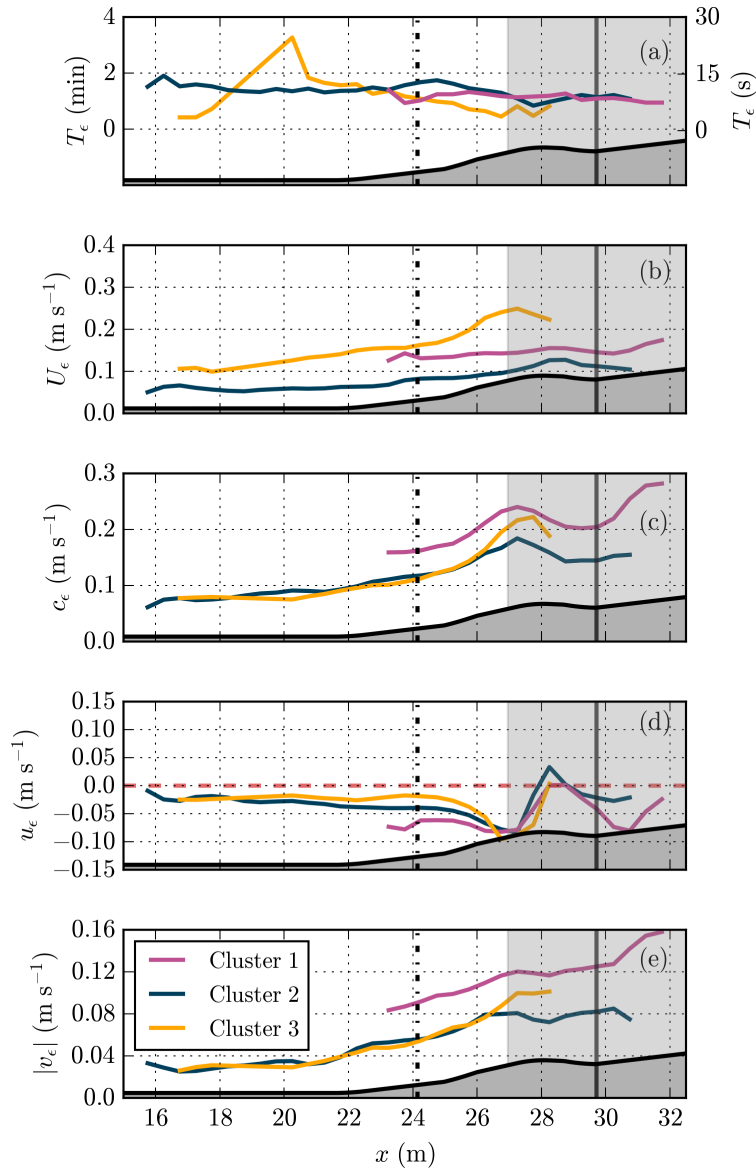 4
2
0
T_ϵ (min)
(a)
30
15
0
T_ϵ (s)
0.4
0.3
0.2
0.1
0.0
U_ϵ (m s⁻¹)
(b)
0.3
0.2
0.1
0.0
c_ϵ (m s⁻¹)
(c)
0.15
0.10
0.05
0.0
−0.05
−0.10
−0.15
u_ϵ (m s⁻¹)
(d)
0.16
0.12
0.08
0.04
0.0
|v_ϵ| (m s⁻¹)
Cluster 1
Cluster 2
Cluster 3
(e)
16 18 20 22 24 26 28 30 32
x (m)